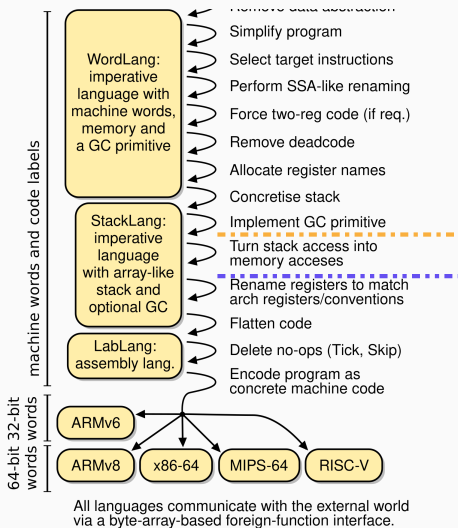 Remove data abstraction
WordLang:
imperative
language with
machine words,
memory and
a GC primitive
Simplify program
Select target instructions
Perform SSA-like renaming
Force two-reg code (if req.)
Remove deadcode
Allocate register names
Concretise stack
StackLang:
imperative
language
with array-like
stack and
optional GC
Implement GC primitive
Turn stack access into
memory acceses
Rename registers to match
arch registers/conventions
Flatten code
LabLang:
assembly lang.
Delete no-ops (Tick, Skip)
Encode program as
concrete machine code
machine words and code labels
32-bit
words
ARMv6
64-bit
words
ARMv8
x86-64
MIPS-64
RISC-V
All languages communicate with the external world
via a byte-array-based foreign-function interface.